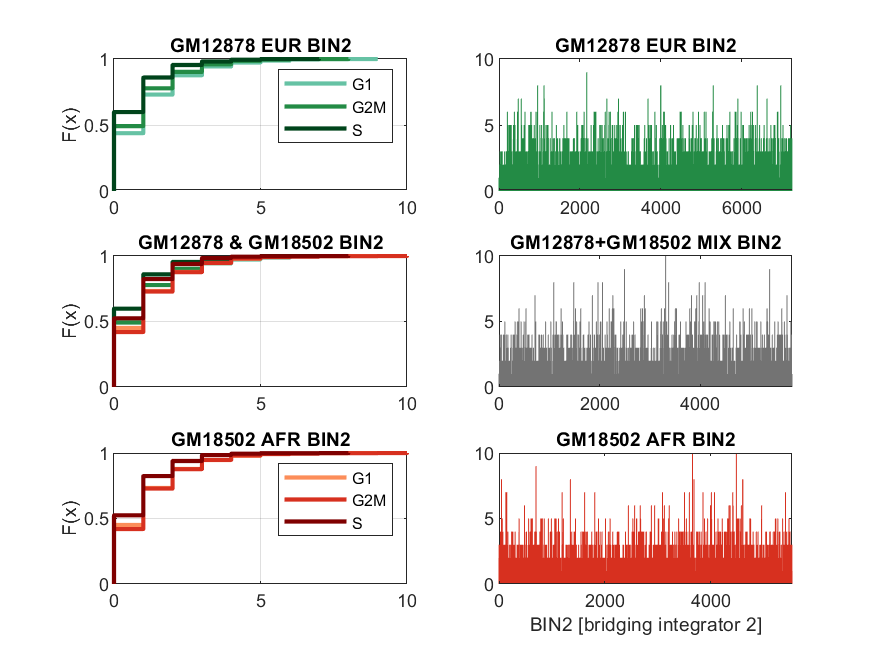 GM12878 EUR BIN2
1
0.5
0
F(x)
0 5 10
G1
G2M
S
GM12878 EUR BIN2
10
5
0
0 2000 4000 6000
GM12878 & GM18502 BIN2
1
0.5
0
F(x)
0 5 10
GM12878+GM18502 MIX BIN2
10
5
0
0 2000 4000
GM18502 AFR BIN2
1
0.5
0
F(x)
0 5 10
G1
G2M
S
GM18502 AFR BIN2
10
5
0
0 2000 4000
BIN2 [bridging integrator 2]